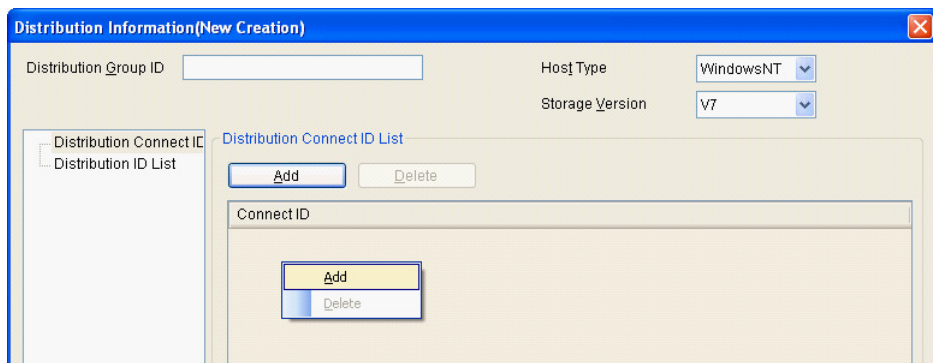 Distribution Information(New Creation)
Distribution Group ID
Host Type WindowsNT
Storage Version V7
Distribution Connect ID
Distribution ID List
Distribution Connect ID List
Add Delete
Connect ID
Add
Delete